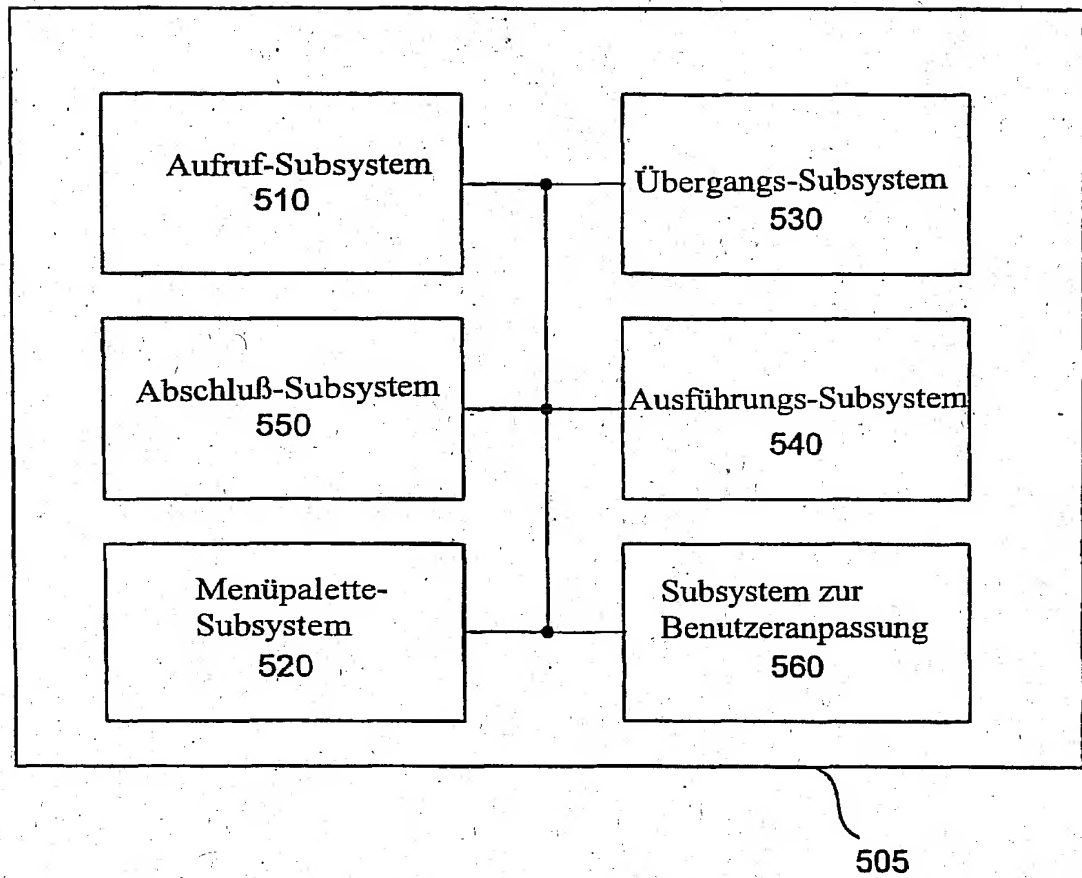 Aufruf-Subsystem
510
Übergangs-Subsystem
530
Abschluß-Subsystem
550
Ausführungs-Subsystem
540
Menüpalette-
Subsystem
520
Subsystem zur
Benutzeranpassung
560
505